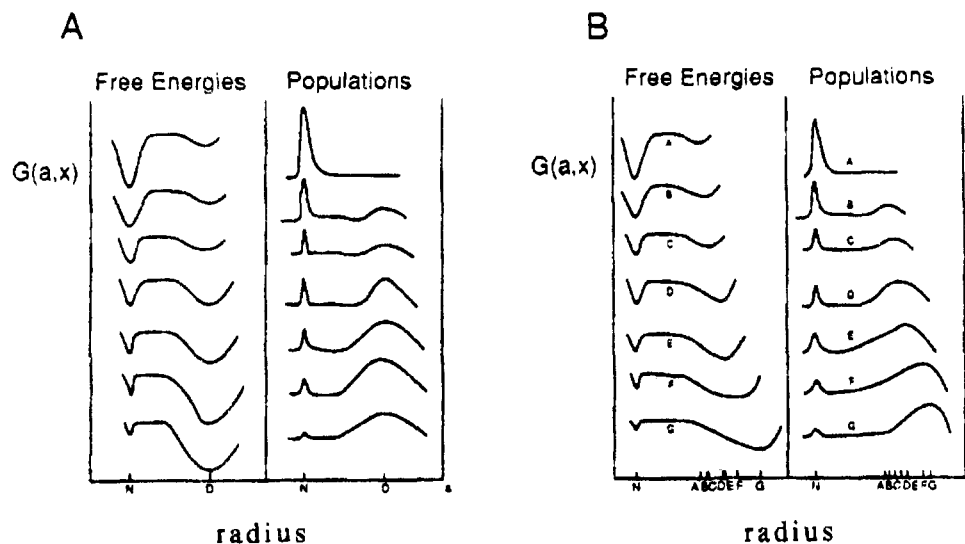 A
Free Energies Populations
G(a,x)
N D N D
radius
B
Free Energies Populations
G(a,x)
A A
B B
C C
D D
E E
F F
G G
N ABCDEF G N ABCDEFG
radius